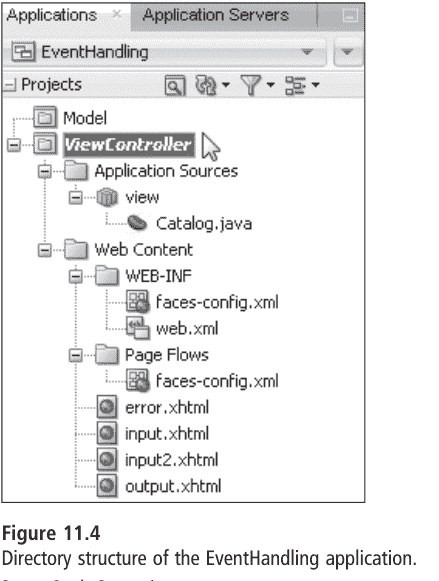 Applications
Application Servers
EventHandling
Projects
Model
ViewController
Application Sources
view
Catalog.java
Web Content
WEB-INF
faces-config.xml
web.xml
Page Flows
faces-config.xml
error.xhtml
input.xhtml
input2.xhtml
output.xhtml
Figure 11.4
Directory structure of the EventHandling application.